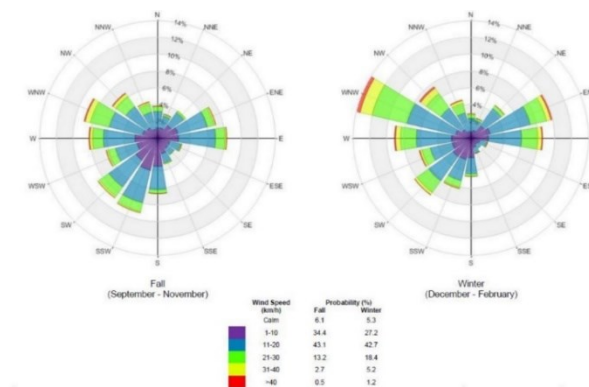 N
NNW
NNE
NW
NE
WNW
ENE
W
E
WSW
ESE
SW
SE
SSW
SSE
S
14%
12%
8%
6%
4%
Fall
(September - November)
N
NNW
NNE
NW
NE
WNW
ENE
W
E
WSW
ESE
SW
SE
SSW
SSE
S
14%
12%
8%
6%
4%
Winter
(December - February)
Wind Speed Probability (%)
(km/h) Fall Winter
Calm 6.1 5.3
1-10 34.4 27.2
11-20 43.1 42.7
21-30 13.2 18.4
31-40 2.7 5.2
>40 0.5 1.2